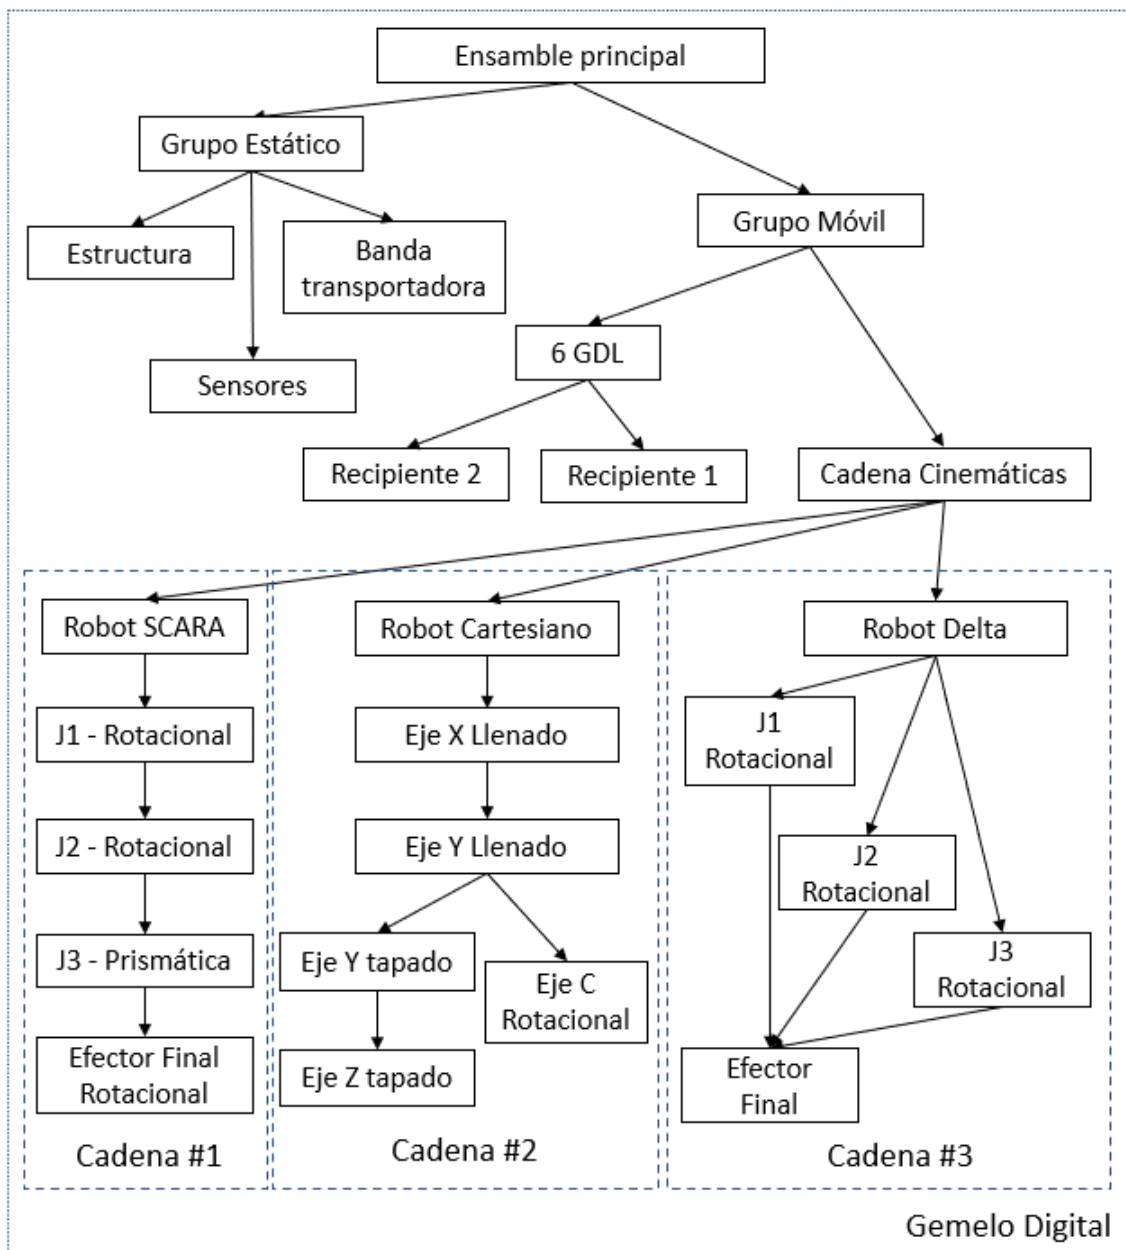 Ensamble principal
Grupo Estático
Grupo Móvil
Estructura
Banda
transportadora
Sensores
6 GDL
Recipiente 2
Recipiente 1
Cadena Cinemáticas
Robot SCARA
J1 - Rotacional
J2 - Rotacional
J3 - Prismática
Efector Final
Rotacional
Cadena #1
Robot Cartesiano
Eje X Llenado
Eje Y Llenado
Eje Y tapado
Eje C
Rotacional
Eje Z tapado
Cadena #2
Robot Delta
J1
Rotacional
J2
Rotacional
J3
Rotacional
Efector
Final
Cadena #3
Gemelo Digital